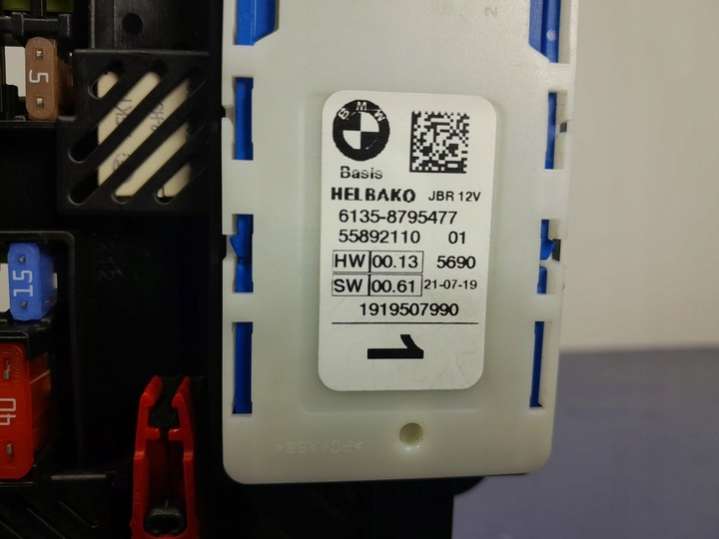 5
BMW
Basis
HELBAKO JBR 12V
6135-8795477
55892110 01
HW 00.13 5690
SW 00.61 21-07-19
15
1919507990
1
40